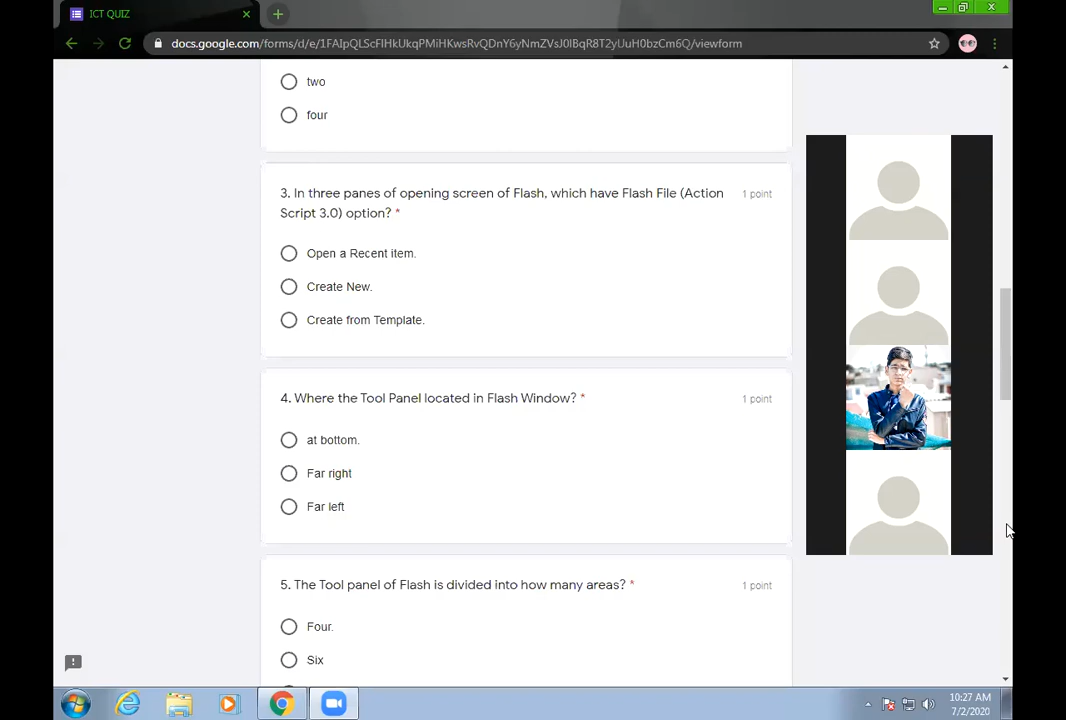 ICT QUIZ
docs.google.com/forms/d/e/1FAIpQLScFIHkUkqPMiHKwsRvQDnY6yNmZVsJ0lBqR8T2yUuH0bzCm6Q/viewform
two
four
3. In three panes of opening screen of Flash, which have Flash File (Action
Script 3.0) option? *
1 point
Open a Recent item.
Create New.
Create from Template.
4. Where the Tool Panel located in Flash Window? *
1 point
at bottom.
Far right
Far left
5. The Tool panel of Flash is divided into how many areas? *
1 point
Four.
Six
10:27 AM
7/2/2020